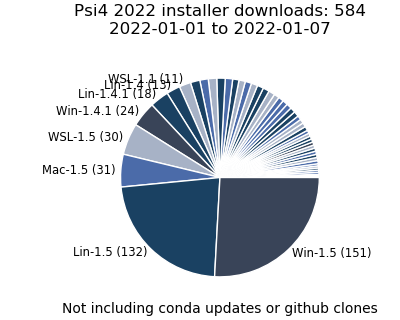 Psi4 2022 installer downloads: 584
2022-01-01 to 2022-01-07
WSL-1.1 (11)
Lin-1.4 (13)
Lin-1.4.1 (18)
Win-1.4.1 (24)
WSL-1.5 (30)
Mac-1.5 (31)
Lin-1.5 (132)
Win-1.5 (151)
Not including conda updates or github clones